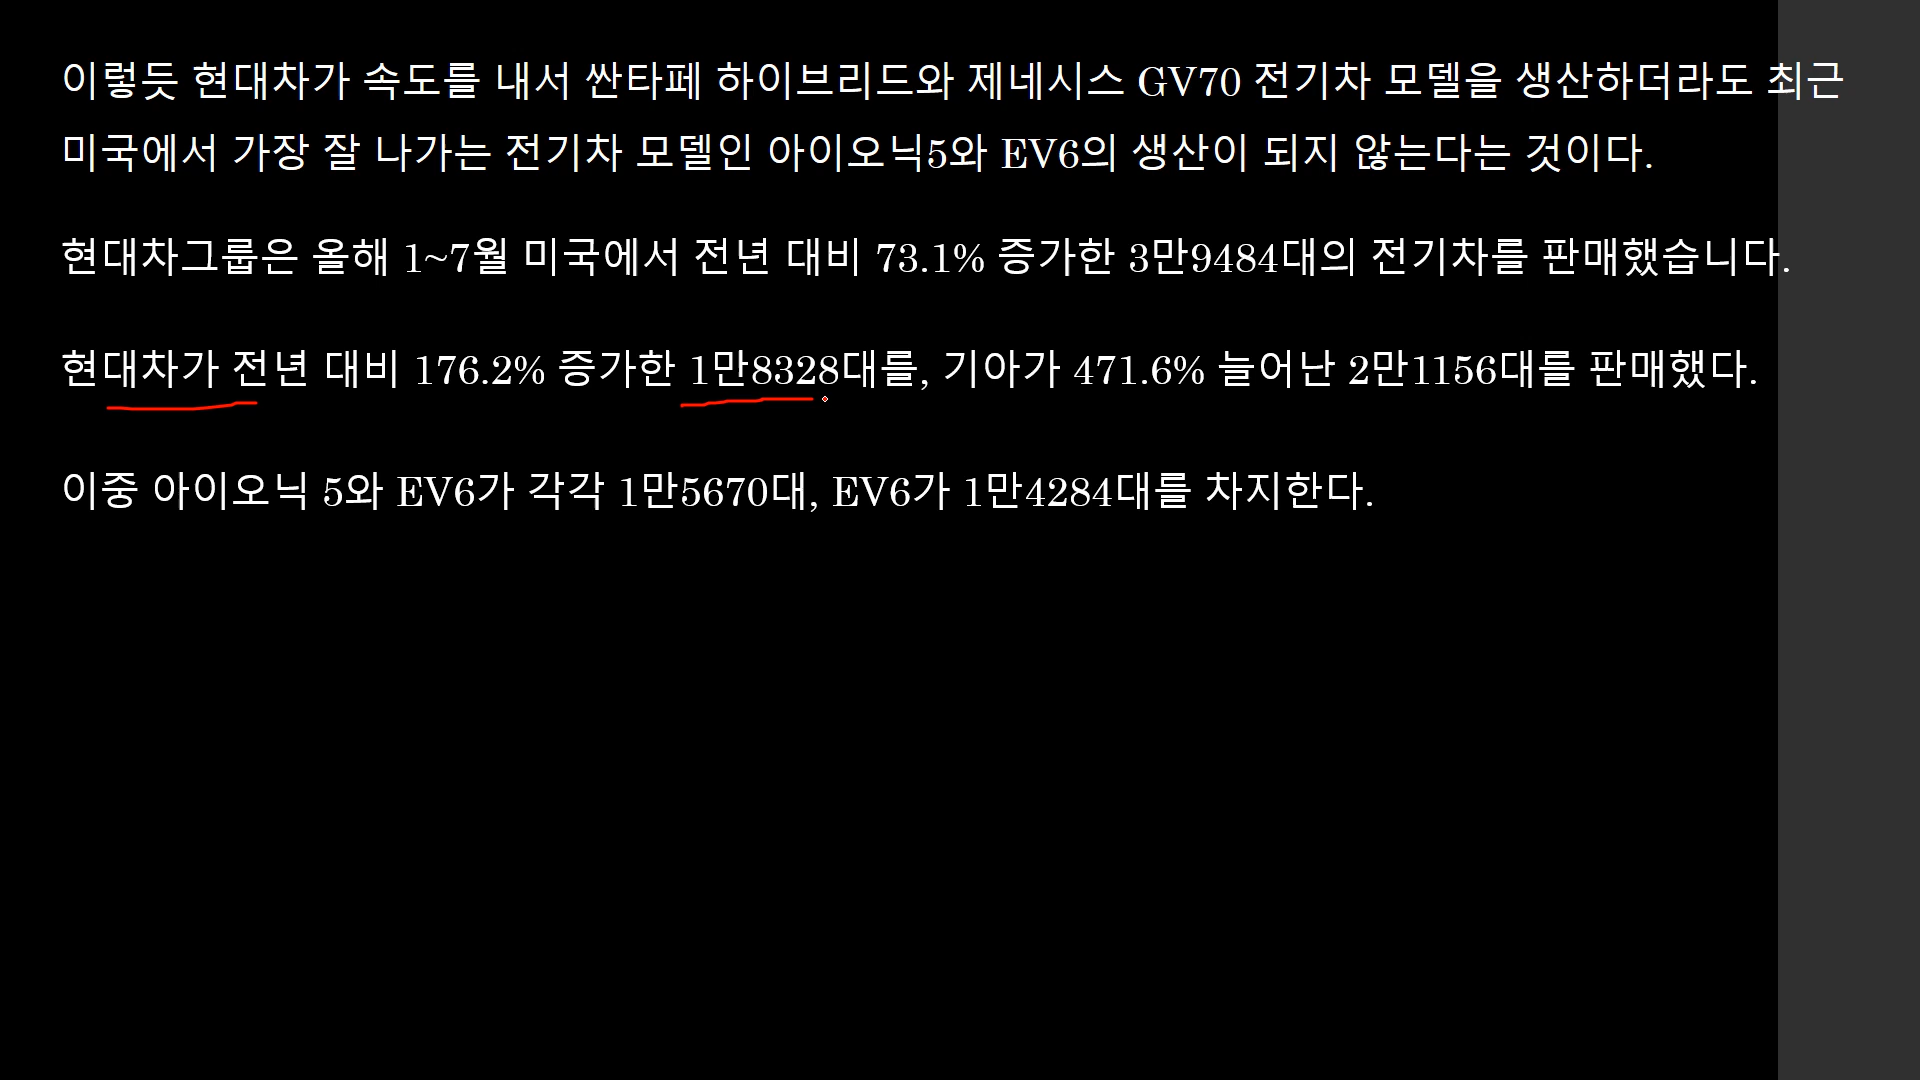 이렇듯 현대차가 속도를 내서 싼타페 하이브리드와 제네시스 GV70 전기차 모델을 생산하더라도 최근
미국에서 가장 잘 나가는 전기차 모델인 아이오닉5와 EV6의 생산이 되지 않는다는 것이다.
현대차그룹은 올해 1~7월 미국에서 전년 대비 73.1% 증가한 3만9484대의 전기차를 판매했습니다.
현대차가 전년 대비 176.2% 증가한 1만8328대를, 기아가 471.6% 늘어난 2만1156대를 판매했다.
이중 아이오닉 5와 EV6가 각각 1만5670대, EV6가 1만4284대를 차지한다.